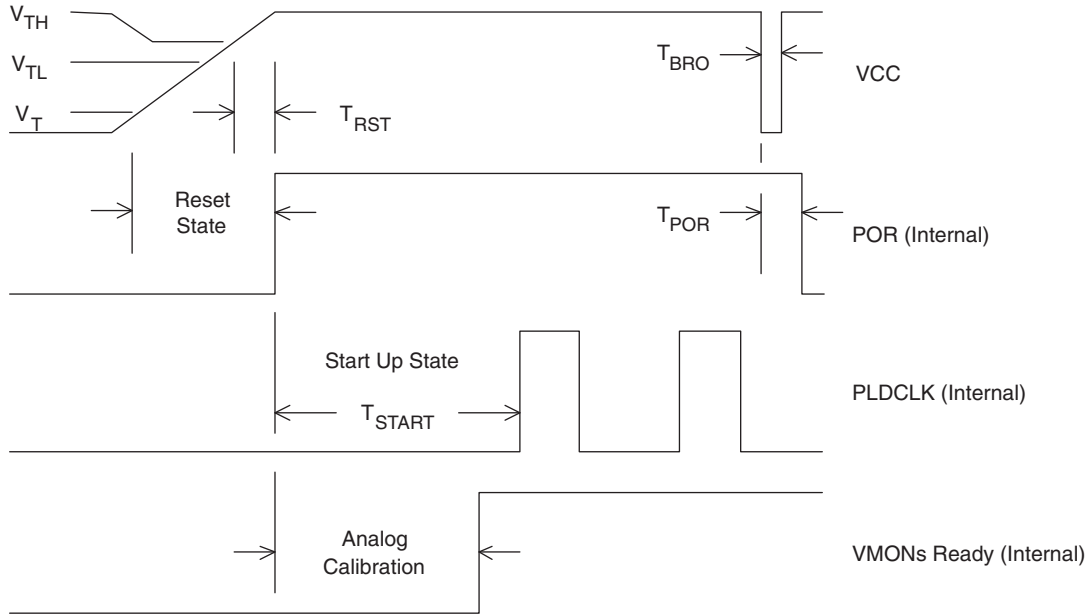 VTH
VTL
VT
TRST
TBRO
VCC
Reset
State
TPOR
POR (Internal)
Start Up State
TSTART
PLDCLK (Internal)
Analog
Calibration
VMONs Ready (Internal)